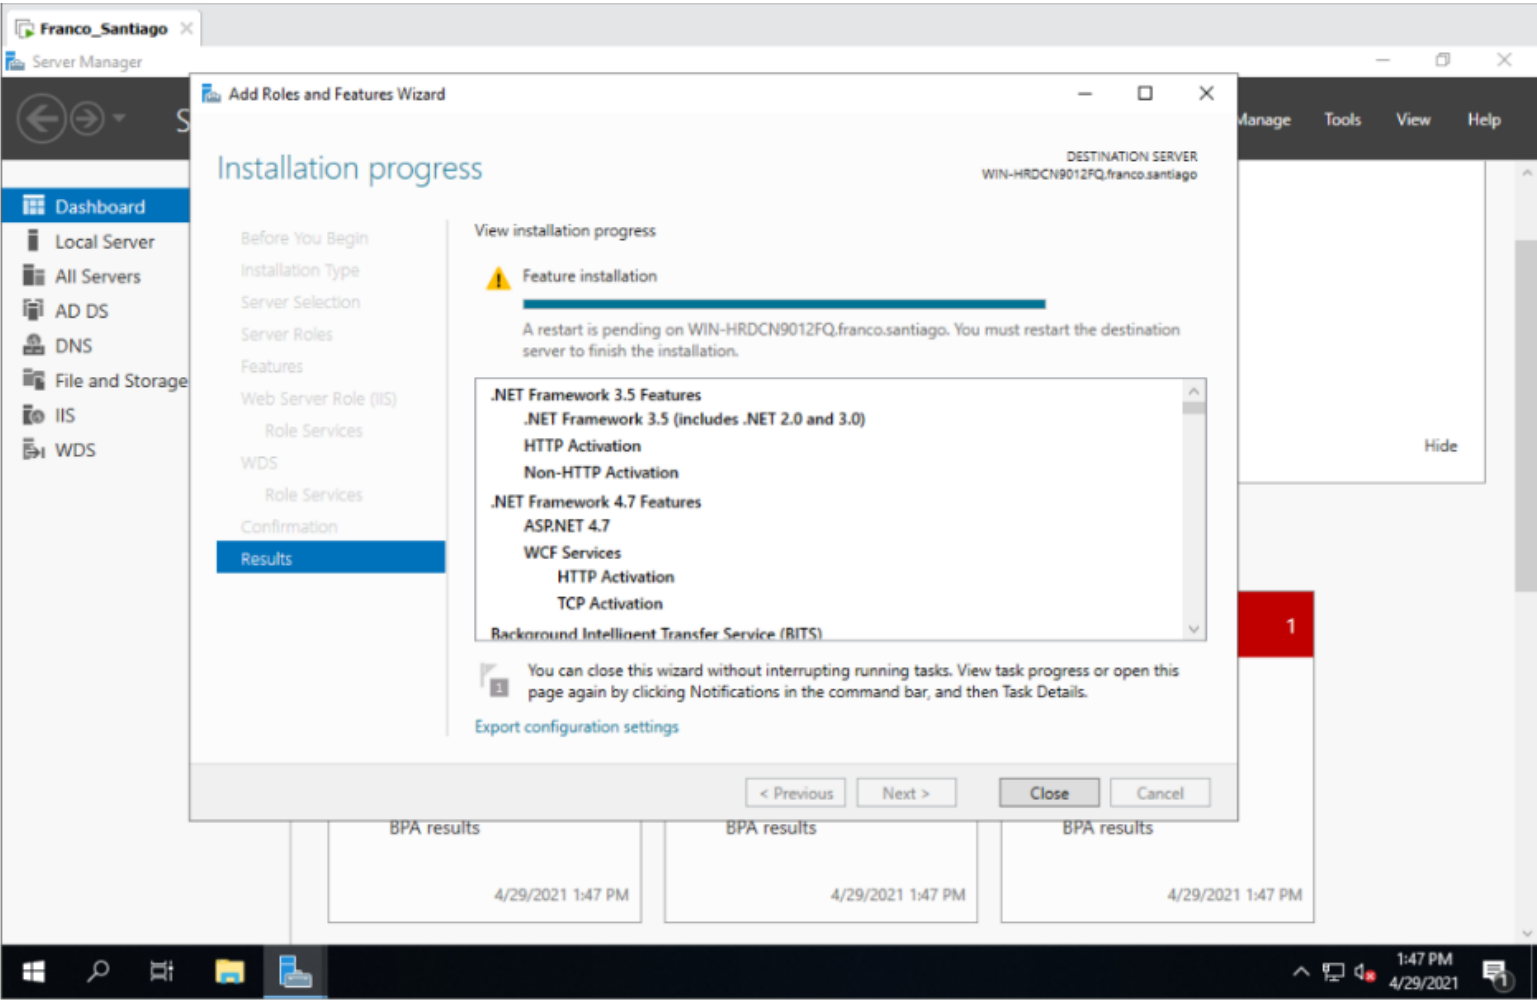 Franco_Santiago
Server Manager
Add Roles and Features Wizard
S
Manage Tools View Help
Installation progress
DESTINATION SERVER
WIN-HRDCN9012FQ.franco.santiago
Dashboard
Local Server
All Servers
AD DS
DNS
File and Storage
IIS
WDS
Before You Begin
Installation Type
Server Selection
Server Roles
Features
Web Server Role (IIS)
Role Services
WDS
Role Services
Confirmation
Results
View installation progress
Feature installation
A restart is pending on WIN-HRDCN9012FQ.franco.santiago. You must restart the destination
server to finish the installation.
.NET Framework 3.5 Features
.NET Framework 3.5 (includes .NET 2.0 and 3.0)
HTTP Activation
Non-HTTP Activation
.NET Framework 4.7 Features
ASP.NET 4.7
WCF Services
HTTP Activation
TCP Activation
Background Intelligent Transfer Service (BITS)
1
You can close this wizard without interrupting running tasks. View task progress or open this
page again by clicking Notifications in the command bar, and then Task Details.
Export configuration settings
< Previous Next > Close Cancel
Hide
1
BPA results BPA results BPA results
4/29/2021 1:47 PM 4/29/2021 1:47 PM 4/29/2021 1:47 PM
1:47 PM
4/29/2021
1